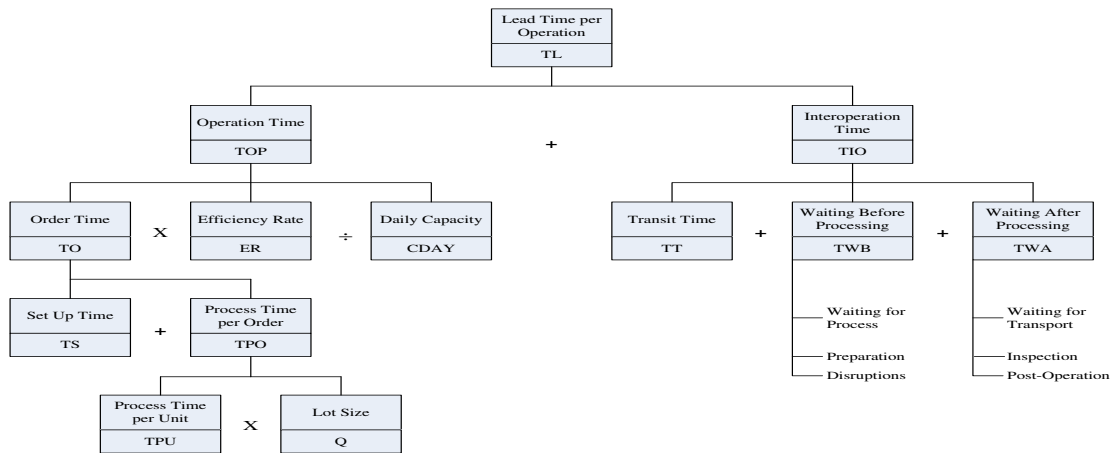 Lead Time per
Operation
TL
Operation Time
TOP
+
Interoperation
Time
TIO
Order Time
TO
X
Efficiency Rate
ER
÷
Daily Capacity
CDAY
Transit Time
TT
+
Waiting Before
Processing
TWB
+
Waiting After
Processing
TWA
Set Up Time
TS
+
Process Time
per Order
TPO
Waiting for
Process
Preparation
Disruptions
Waiting for
Transport
Inspection
Post-Operation
Process Time
per Unit
TPU
X
Lot Size
Q